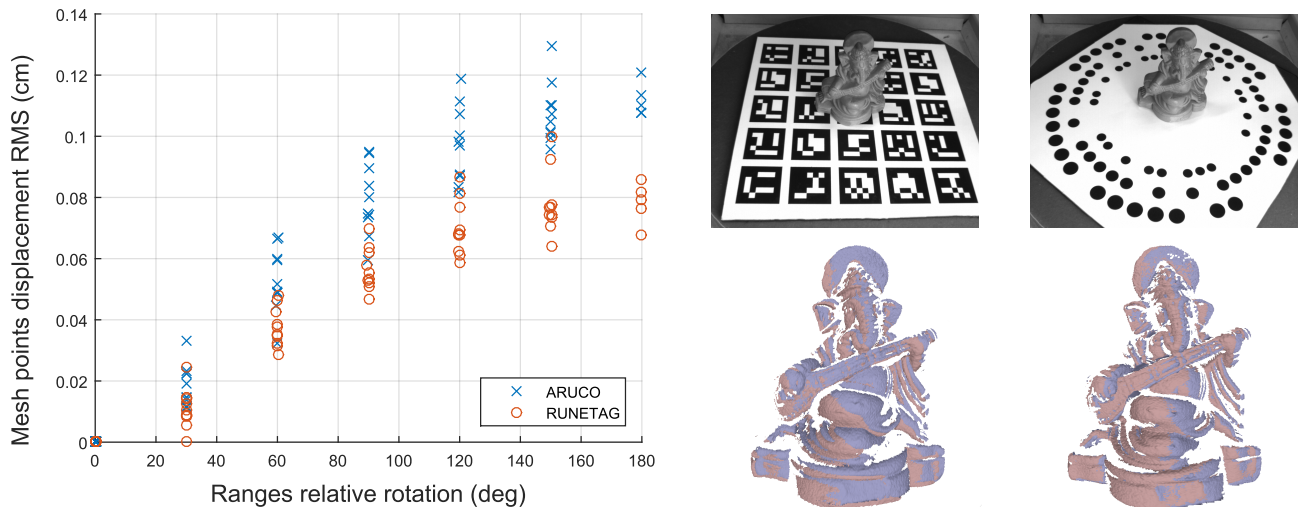 Mesh points displacement RMS (cm)
0.14
0.12
0.1
0.08
0.06
0.04
0.02
0
0 20 40 60 80 100 120 140 160 180
Ranges relative rotation (deg)
ARUCO
RUNETAG